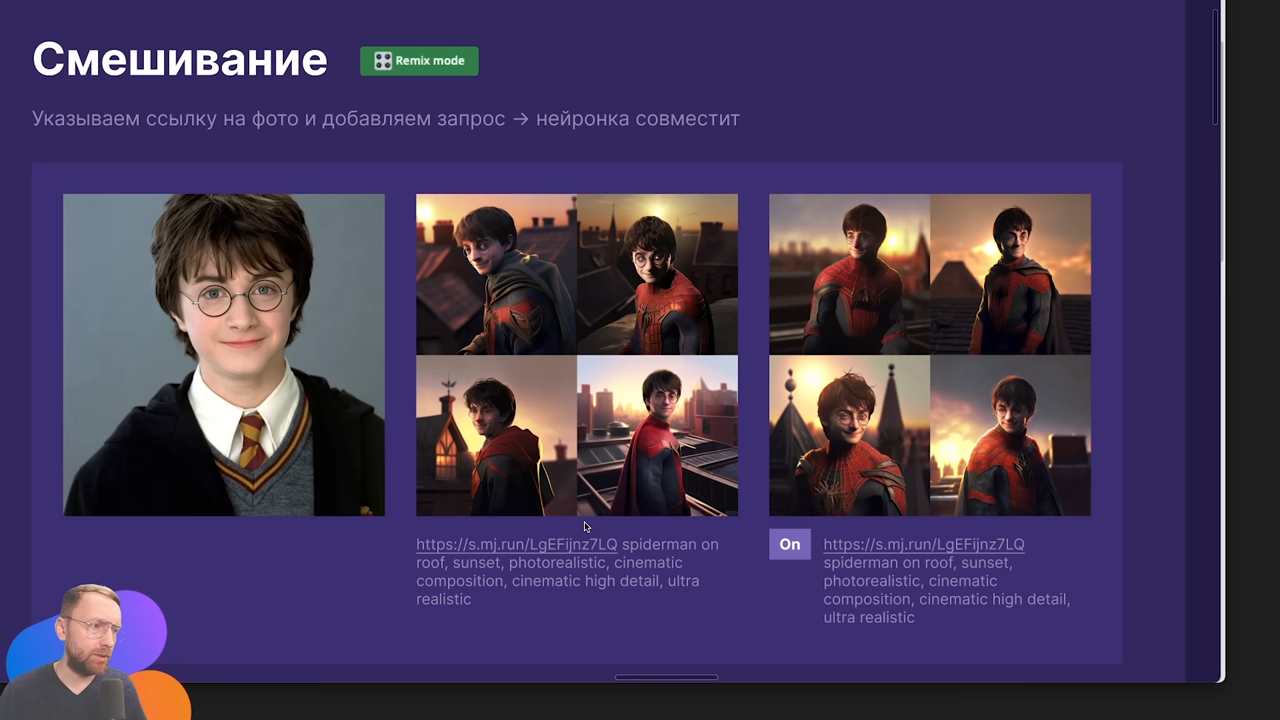 Смешивание
Remix mode
Указываем ссылку на фото и добавляем запрос → нейронка совместит
https://s.mj.run/LgEFijnz7LQ spiderman on
roof, sunset, photorealistic, cinematic
composition, cinematic high detail, ultra
realistic
On
https://s.mj.run/LgEFijnz7LQ
spiderman on roof, sunset,
photorealistic, cinematic
composition, cinematic high detail,
ultra realistic